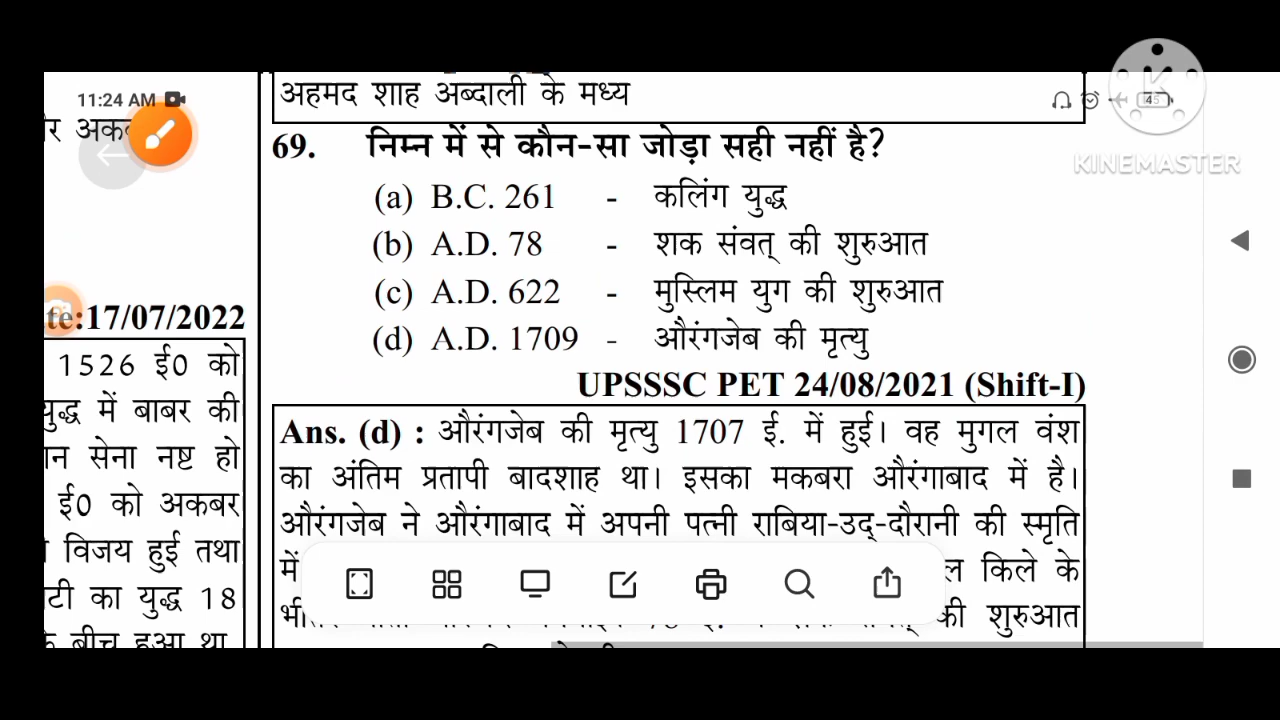 11:24 AM
45
KINEMASTER
र
te:17/07/2022
1526 ई0 को
युद्ध में बाबर की
सेना नष्ट हो
ई0 को अकबर
विजय हुई तथा
टी का युद्ध 18
के बीच हुआ था
अहमद शाह अब्दाली के मध्य
69. निम्न में से कौन-सा जोड़ा सही नहीं है?
(a) B.C. 261 - कलिंग युद्ध
(b) A.D. 78 - शक संवत् की शुरुआत
(c) A.D. 622 - मुस्लिम युग की शुरुआत
(d) A.D. 1709 - औरंगजेब की मृत्यु
UPSSSC PET 24/08/2021 (Shift-I)
Ans. (d) : औरंगजेब की मृत्यु 1707 ई. में हुई। वह मुगल वंश
का अंतिम प्रतापी बादशाह था। इसका मकबरा औरंगाबाद में है।
औरंगजेब ने औरंगाबाद में अपनी पत्नी राबिया-उद्-दौरानी की स्मृति
में किले के
की शुरुआत